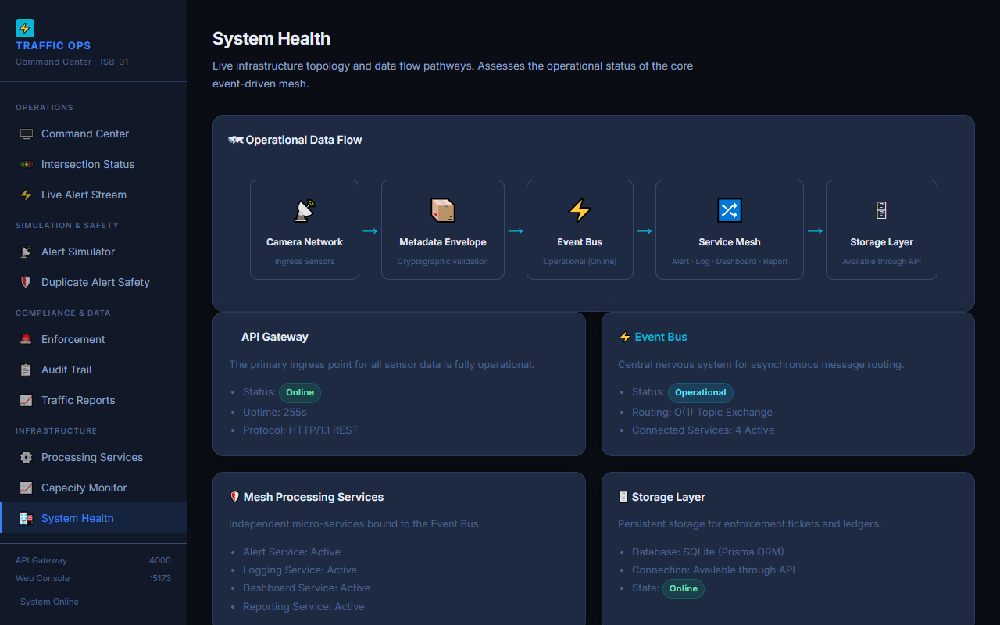 TRAFFIC OPS
Command Center · ISB-01
OPERATIONS
Command Center
Intersection Status
Live Alert Stream
SIMULATION & SAFETY
Alert Simulator
Duplicate Alert Safety
COMPLIANCE & DATA
Enforcement
Audit Trail
Traffic Reports
INFRASTRUCTURE
Processing Services
Capacity Monitor
System Health
API Gateway :4000
Web Console :5173
System Online
System Health
Live infrastructure topology and data flow pathways. Assesses the operational status of the core
event-driven mesh.
Operational Data Flow
Camera Network
Ingress Sensors
→
Metadata Envelope
Cryptographic validation
→
Event Bus
Operational (Online)
→
Service Mesh
Alert · Log · Dashboard · Report
→
Storage Layer
Available through API
API Gateway
The primary ingress point for all sensor data is fully operational.
• Status: Online
• Uptime: 255s
• Protocol: HTTP/1.1 REST
Event Bus
Central nervous system for asynchronous message routing.
• Status: Operational
• Routing: O(1) Topic Exchange
• Connected Services: 4 Active
Mesh Processing Services
Independent micro-services bound to the Event Bus.
• Alert Service: Active
• Logging Service: Active
• Dashboard Service: Active
• Reporting Service: Active
Storage Layer
Persistent storage for enforcement tickets and ledgers.
• Database: SQLite (Prisma ORM)
• Connection: Available through API
• State: Online